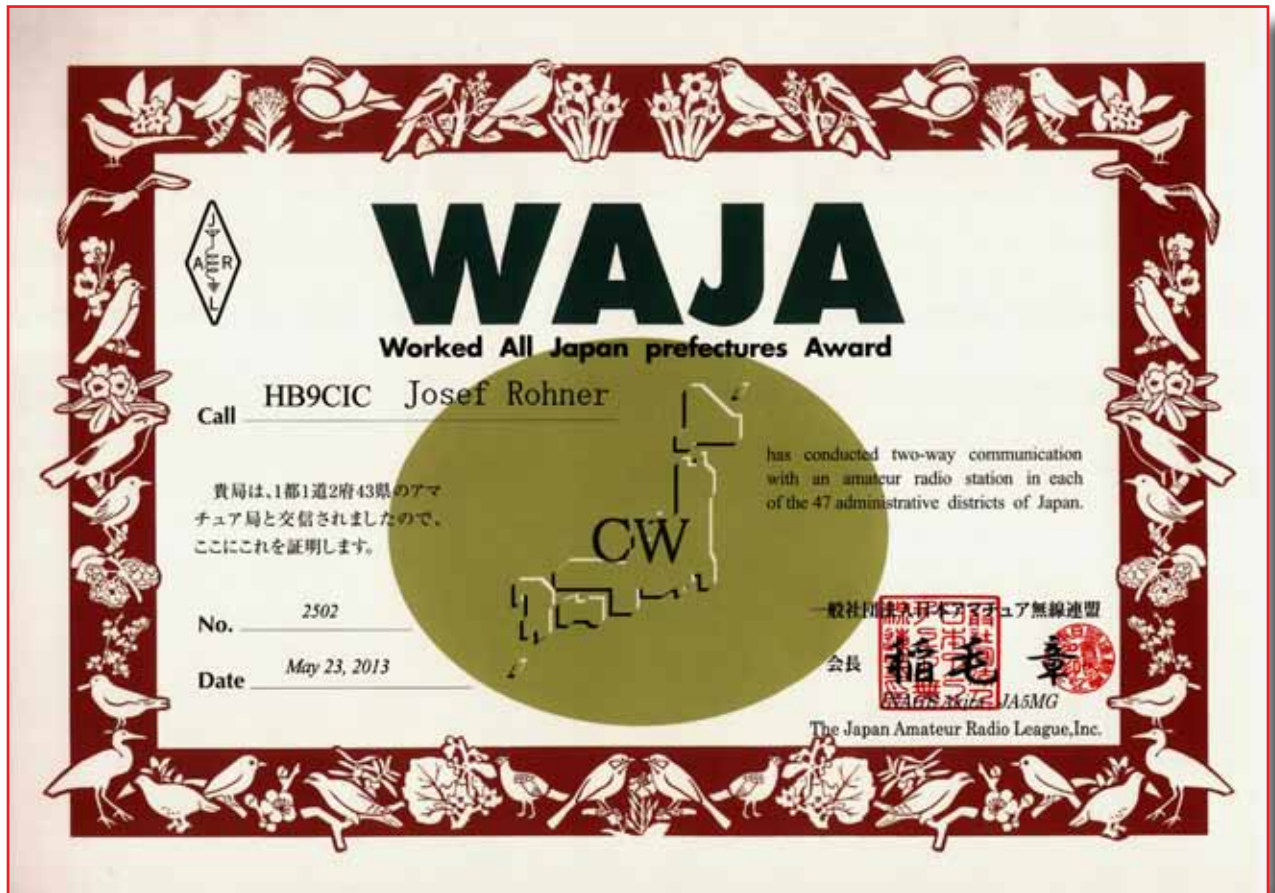 J
A R
L
WAJA
Worked All Japan prefectures Award
Call HB9CIC Josef Rohner
has conducted two-way communication
with an amateur radio station in each
of the 47 administrative districts of Japan.
貴局は、1都1道2府43県のアマ
チュア局と交信されましたので、
ここにこれを証明します。
CW
No. 2502
Date May 23, 2013
一般社団法人日本アマチュア無線連盟
会長 稲毛 章
JA5MG
The Japan Amateur Radio League,Inc.